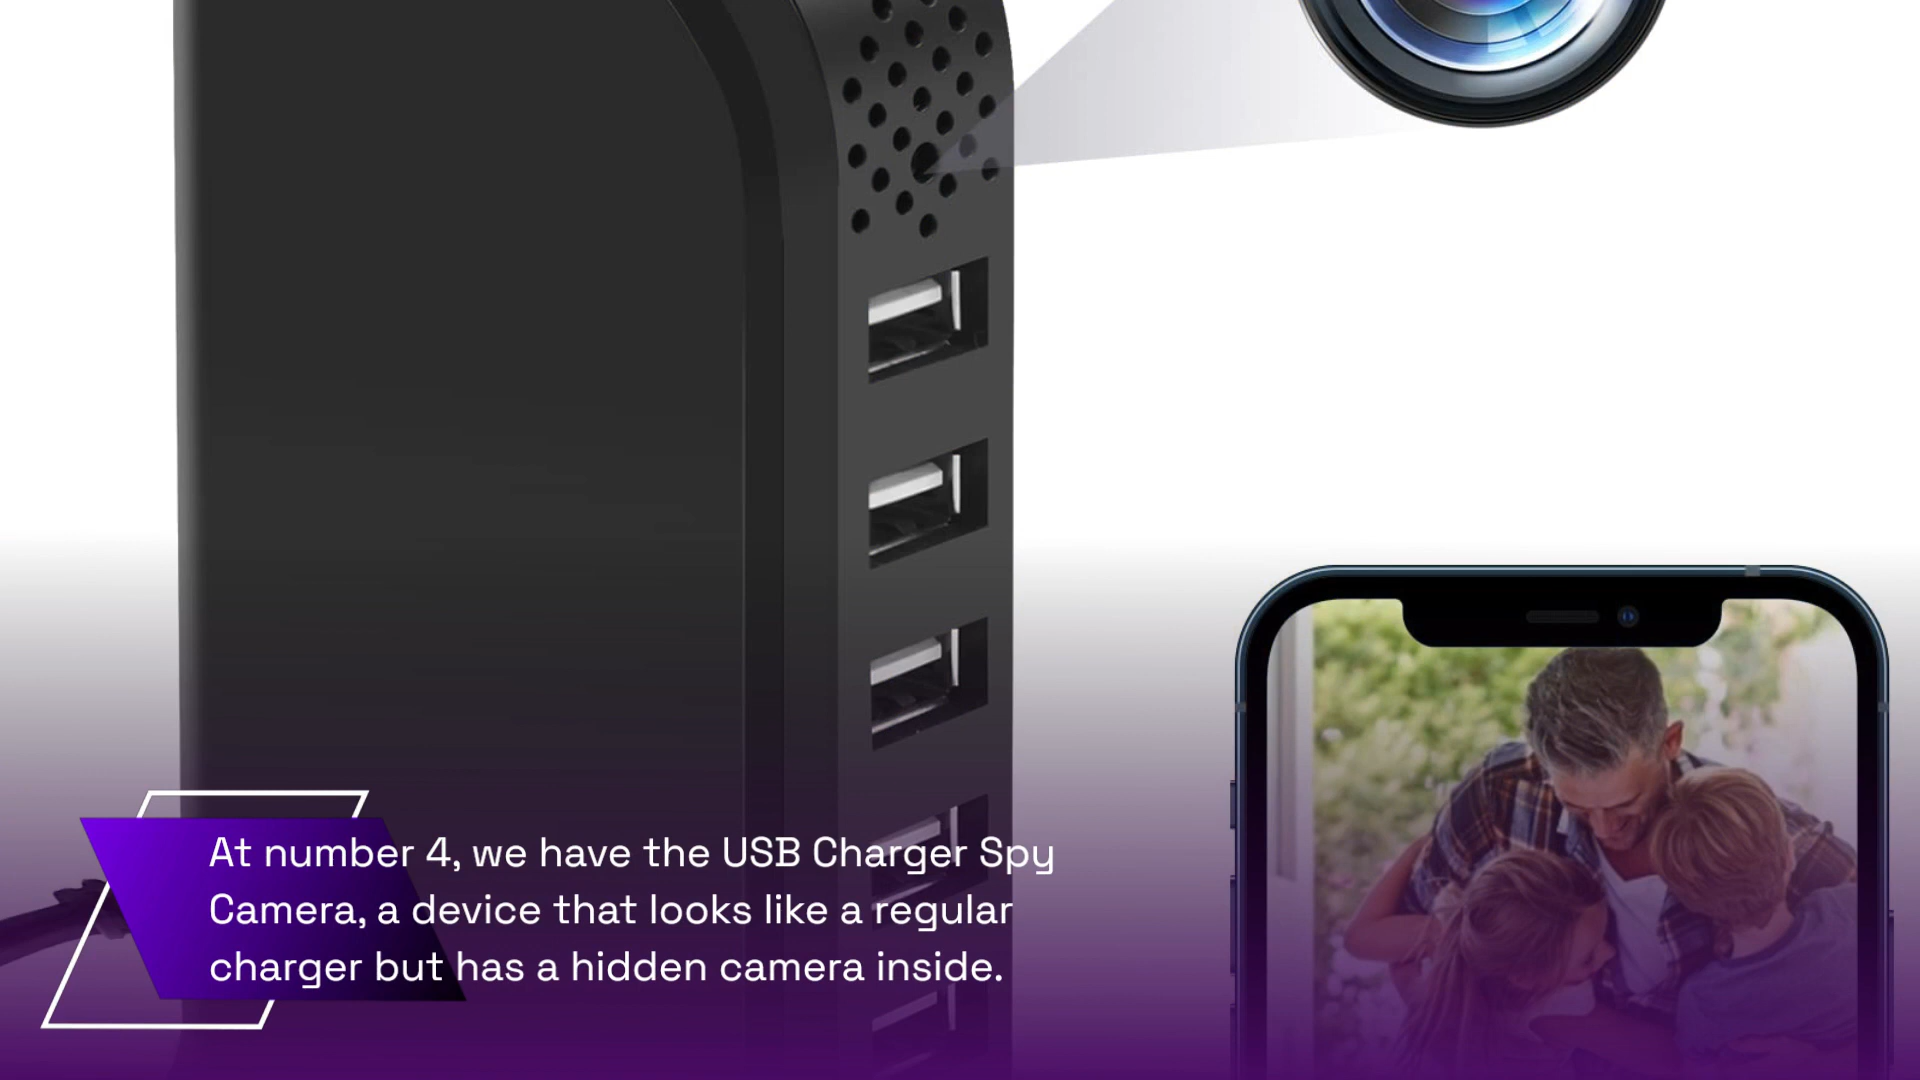 At number 4, we have the USB Charger Spy
Camera, a device that looks like a regular
charger but has a hidden camera inside.